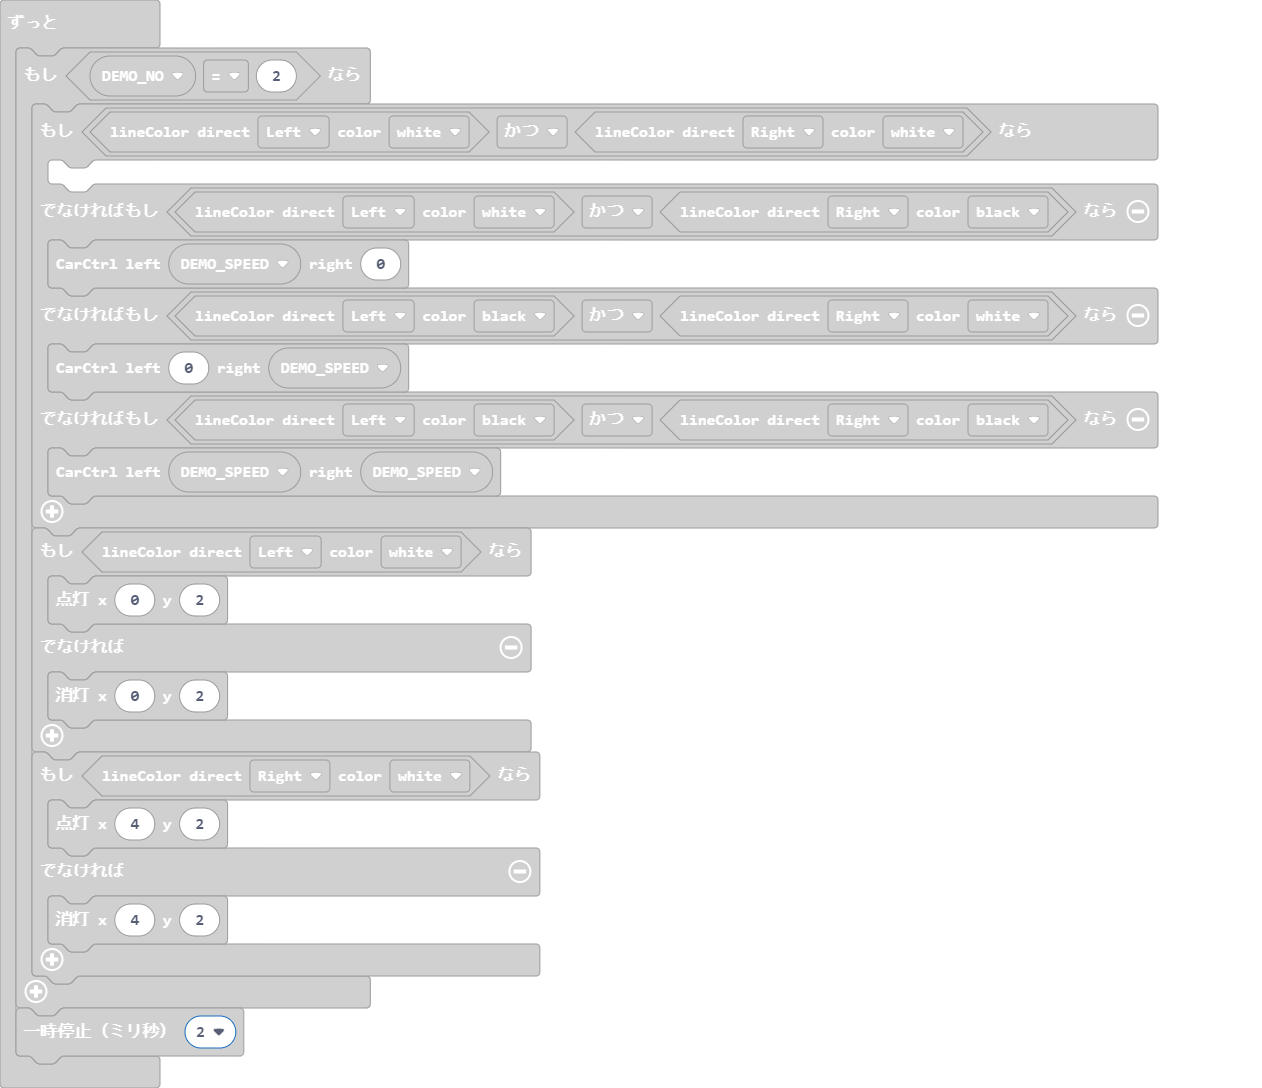 ずっと
もし DEMO_NO = 2 なら
もし lineColor direct Left color white かつ lineColor direct Right color white なら
でなければもし lineColor direct Left color white かつ lineColor direct Right color black なら
CarCtrl left DEMO_SPEED right 0
でなければもし lineColor direct Left color black かつ lineColor direct Right color white なら
CarCtrl left 0 right DEMO_SPEED
でなければもし lineColor direct Left color black かつ lineColor direct Right color black なら
CarCtrl left DEMO_SPEED right DEMO_SPEED
もし lineColor direct Left color white なら
点灯 x 0 y 2
でなければ
消灯 x 0 y 2
もし lineColor direct Right color white なら
点灯 x 4 y 2
でなければ
消灯 x 4 y 2
一時停止（ミリ秒） 2